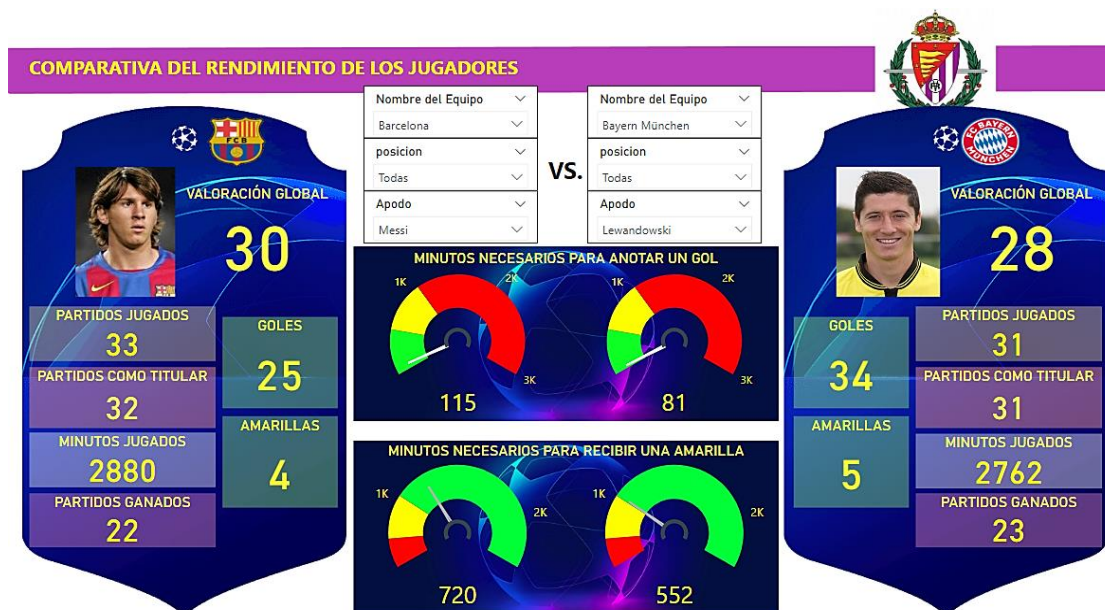 COMPARATIVA DEL RENDIMIENTO DE LOS JUGADORES
FCB
VALORACIÓN GLOBAL
30
PARTIDOS JUGADOS
33
PARTIDOS COMO TITULAR
32
MINUTOS JUGADOS
2880
PARTIDOS GANADOS
22
GOLES
25
AMARILLAS
4
Nombre del Equipo
Barcelona
posicion
Todas
Apodo
Messi
VS.
Nombre del Equipo
Bayern München
posicion
Todas
Apodo
Lewandowski
MINUTOS NECESARIOS PARA ANOTAR UN GOL
1K
2K
3K
115
1K
2K
3K
81
MINUTOS NECESARIOS PARA RECIBIR UNA AMARILLA
1K
2K
720
1K
2K
552
FC BAYERN
MÜNCHEN
VALORACIÓN GLOBAL
28
GOLES
34
AMARILLAS
5
PARTIDOS JUGADOS
31
PARTIDOS COMO TITULAR
31
MINUTOS JUGADOS
2762
PARTIDOS GANADOS
23